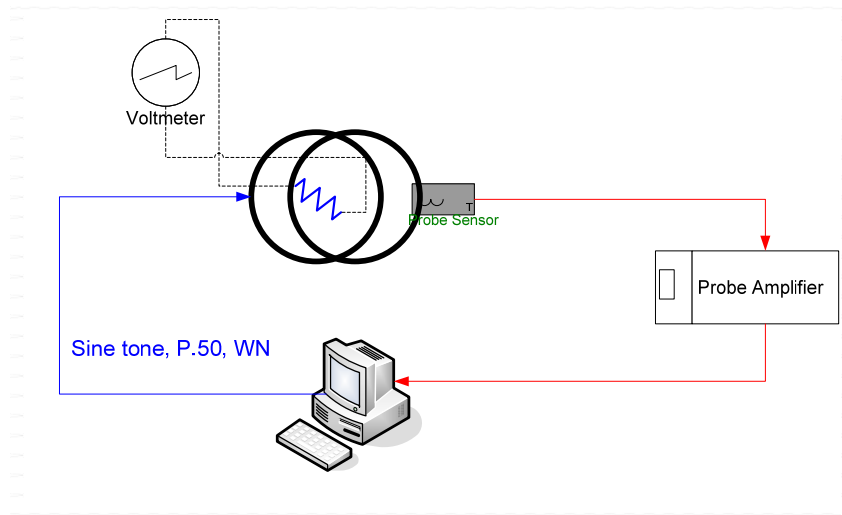 Voltmeter
T
Probe Sensor
Probe Amplifier
Sine tone, P.50, WN